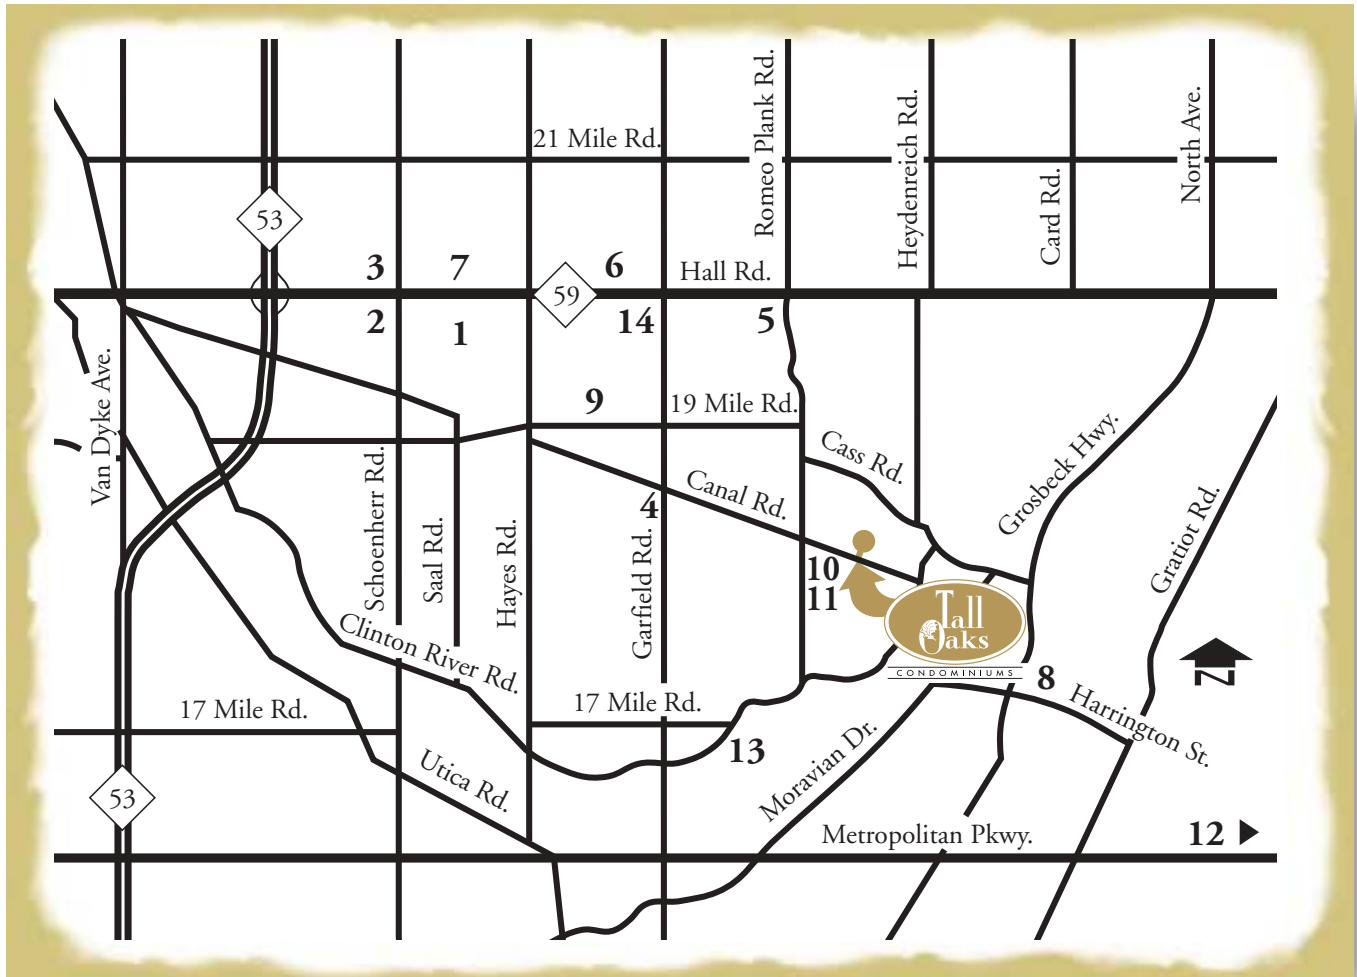 Romeo Plank Rd.
Heydenreich Rd.
North Ave.
21 Mile Rd.
Card Rd.
53
3
7
6
Hall Rd.
59
2
1
14
5
Van Dyke Ave.
9
19 Mile Rd.
Cass Rd.
Grosbeck Hwy.
Schoenherr Rd.
Saal Rd.
Hayes Rd.
Garfield Rd.
4
Canal Rd.
Gratiot Rd.
10
11
Tall
Oaks
CONDOMINIUMS
Clinton River Rd.
N
8
Harrington St.
17 Mile Rd.
17 Mile Rd.
13
Moravian Dr.
Utica Rd.
53
Metropolitan Pkwy.
12